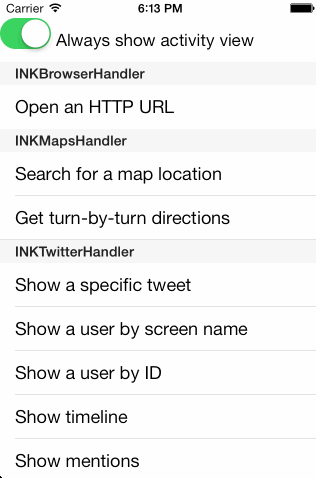 Carrier 6:13 PM
Always show activity view
INKBrowserHandler
Open an HTTP URL
INKMapsHandler
Search for a map location
Get turn-by-turn directions
INKTwitterHandler
Show a specific tweet
Show a user by screen name
Show a user by ID
Show timeline
Show mentions